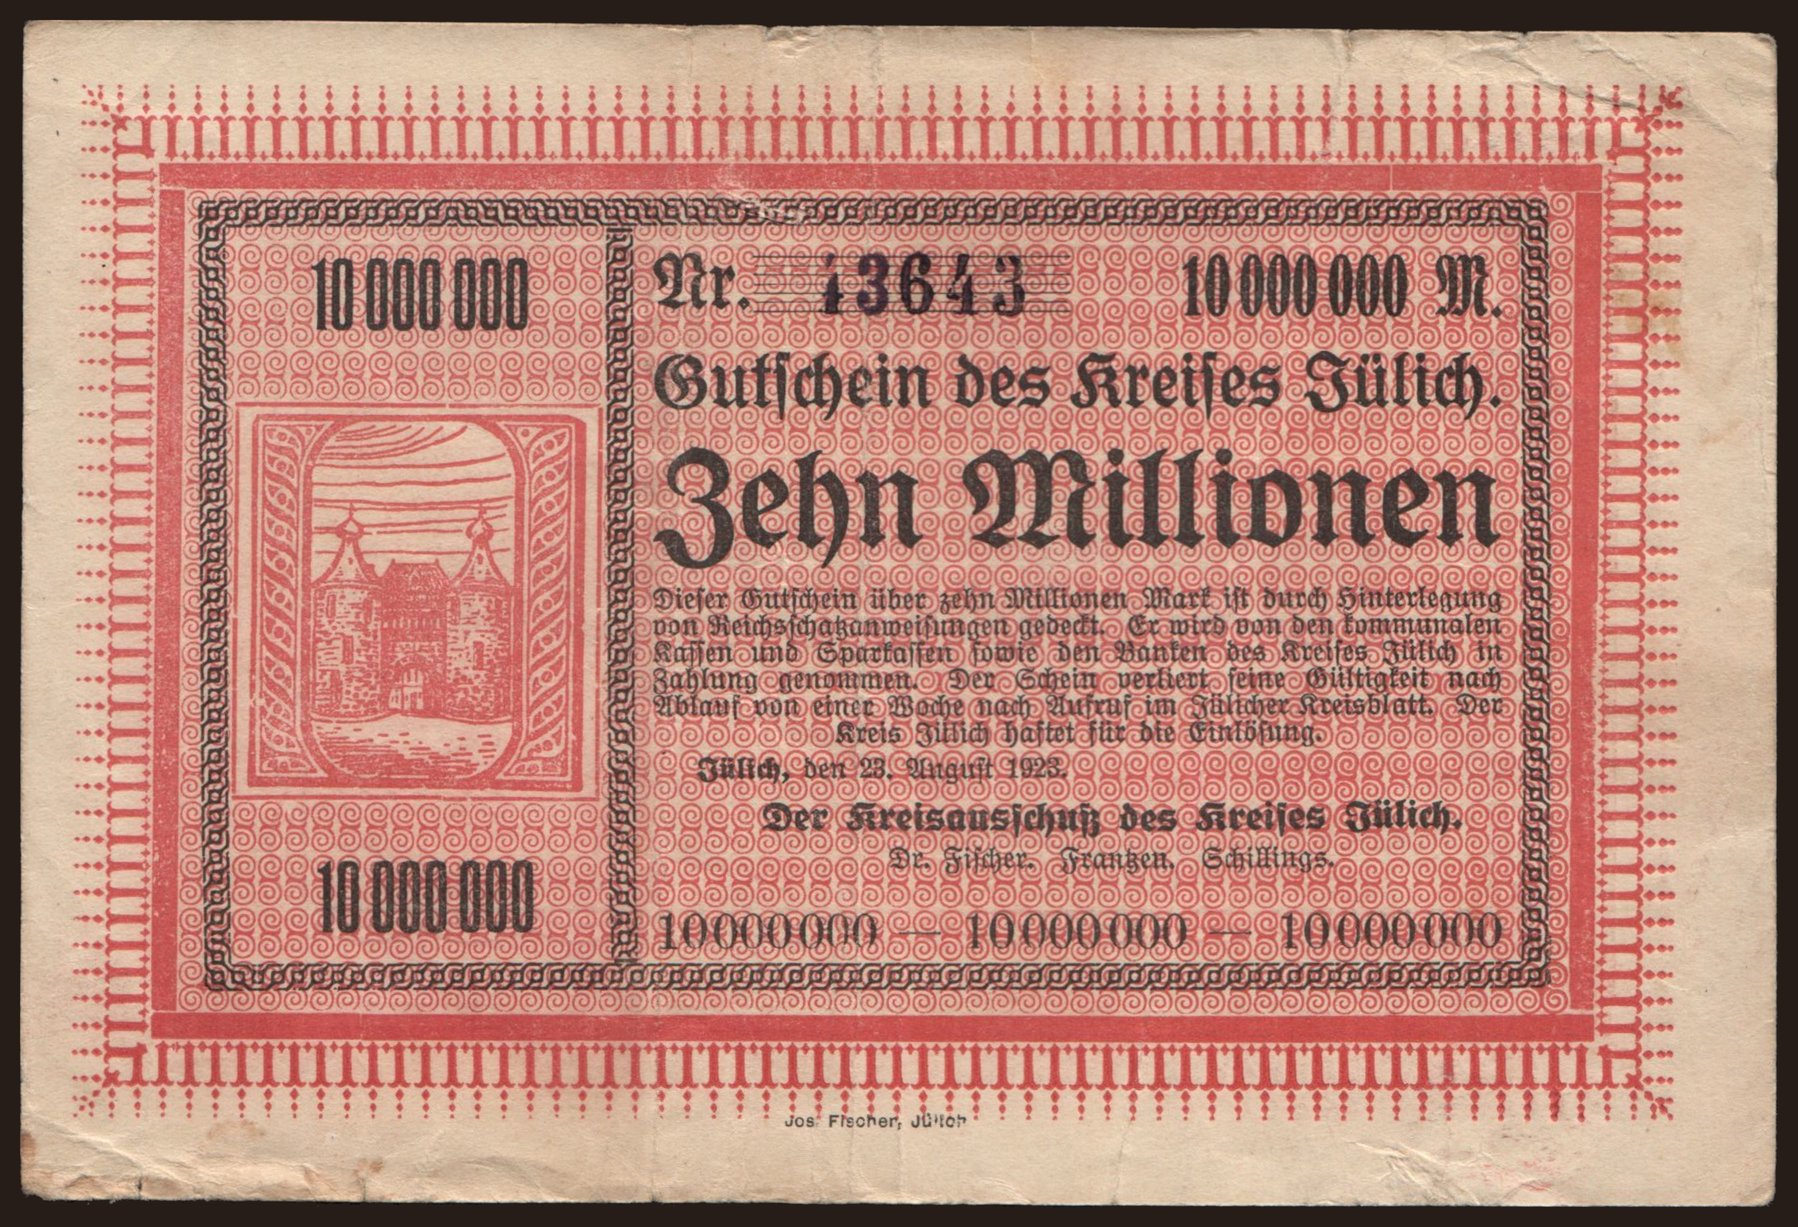 10 000 000
10 000 000
Nr. 43643 10 000 000 M.
Gutschein des Kreises Jülich.
Zehn Millionen
Dieser Gutschein über zehn Millionen Mark ist durch Hinterlegung
von Reichsschatzanweisungen gedeckt. Er wird von den kommunalen
Kassen und Sparkassen sowie den Banken des Kreises Jülich in
Zahlung genommen. Der Schein verliert seine Gültigkeit nach
Ablauf von einer Woche nach Aufruf im Jülicher Kreisblatt. Der
Kreis Jülich haftet für die Einlösung.
Jülich, den 23. August 1923.
Der Kreisausschuß des Kreises Jülich.
Dr. Fischer. Frantzen. Schillings.
10000000 — 10000000 — 10000000
Jos. Fischer, Jülich